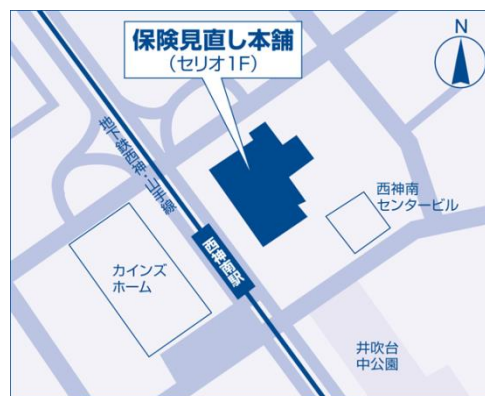 保険見直し本舗
（セリオ1F）
N
地下鉄西神・山手線
西神南
センタービル
西神南駅
カインズ
ホーム
井吹台
中公園